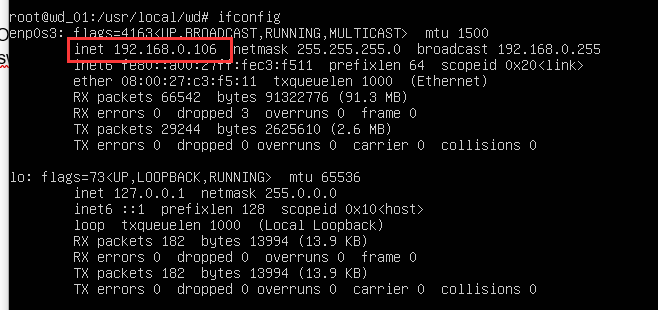 root@wd_01:/usr/local/wd# ifconfig
enp0s3: flags=4163<UP,BROADCAST,RUNNING,MULTICAST> mtu 1500
inet 192.168.0.106 netmask 255.255.255.0 broadcast 192.168.0.255
inet6 fe80::a00:27ff:fec3:f511 prefixlen 64 scopeid 0x20<link>
ether 08:00:27:c3:f5:11 txqueuelen 1000 (Ethernet)
RX packets 66542 bytes 91322776 (91.3 MB)
RX errors 0 dropped 3 overruns 0 frame 0
TX packets 29244 bytes 2625610 (2.6 MB)
TX errors 0 dropped 0 overruns 0 carrier 0 collisions 0
lo: flags=73<UP,LOOPBACK,RUNNING> mtu 65536
inet 127.0.0.1 netmask 255.0.0.0
inet6 ::1 prefixlen 128 scopeid 0x10<host>
loop txqueuelen 1000 (Local Loopback)
RX packets 182 bytes 13994 (13.9 KB)
RX errors 0 dropped 0 overruns 0 frame 0
TX packets 182 bytes 13994 (13.9 KB)
TX errors 0 dropped 0 overruns 0 carrier 0 collisions 0